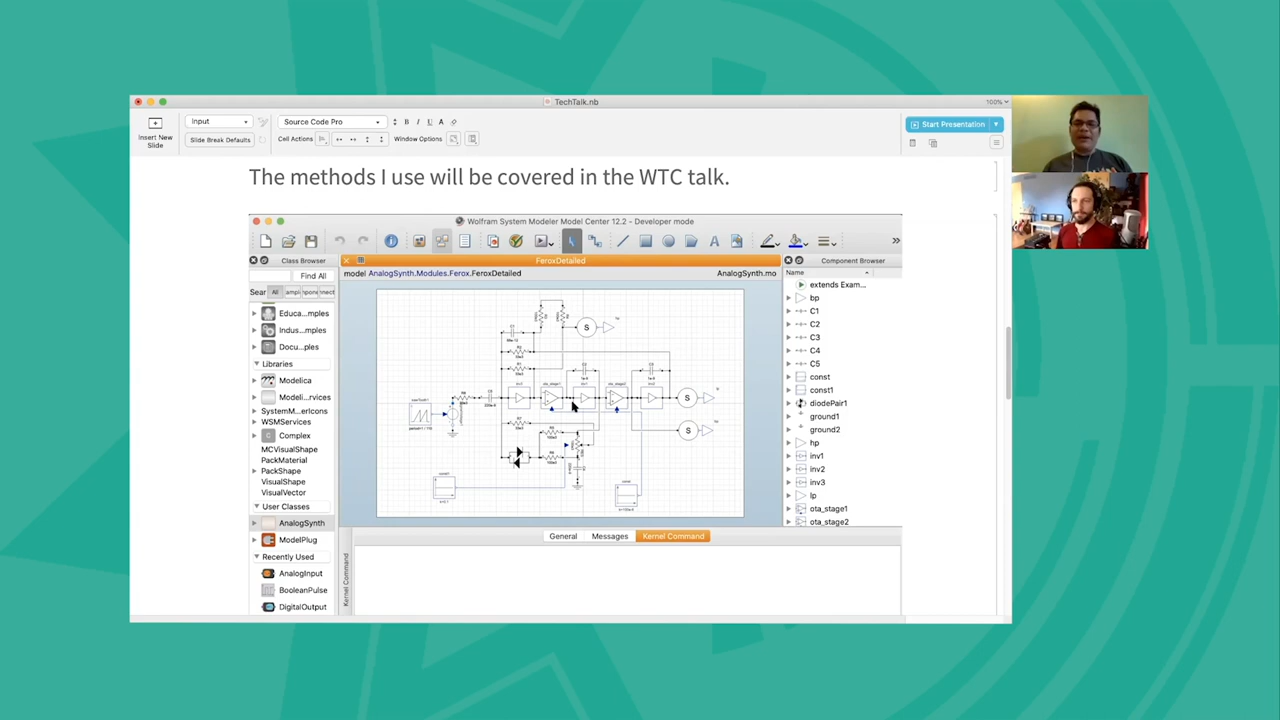 TechTalk.nb
100%
Insert New
Slide
Input
Source Code Pro
B I U A
Start Presentation
Slide Break Defaults
Cell Actions
Window Options
The methods I use will be covered in the WTC talk.
Wolfram System Modeler Model Center 12.2 - Developer mode
A
»
Class Browser
FeroxDetailed
Component Browser
Find All
model AnalogSynth.Modules.Ferox.FeroxDetailed
AnalogSynth.mo
Name
Sear
All
Educa...mples
Indus...mples
Docu...ples
Libraries
Modelica
Modeli...rvices
SystemM...erIcons
WSMServices
Complex
MCVisualShape
PackMaterial
PackShape
VisualShape
VisualVector
User Classes
AnalogSynth
ModelPlug
Recently Used
AnalogInput
BooleanPulse
DigitalOutput
S
S
S
extends Exam...
bp
C1
C2
C3
C4
C5
const
const1
diodePair1
ground1
ground2
hp
inv1
inv2
inv3
lp
ota_stage1
ota_stage2
General
Messages
Kernel Command
Kernel Command